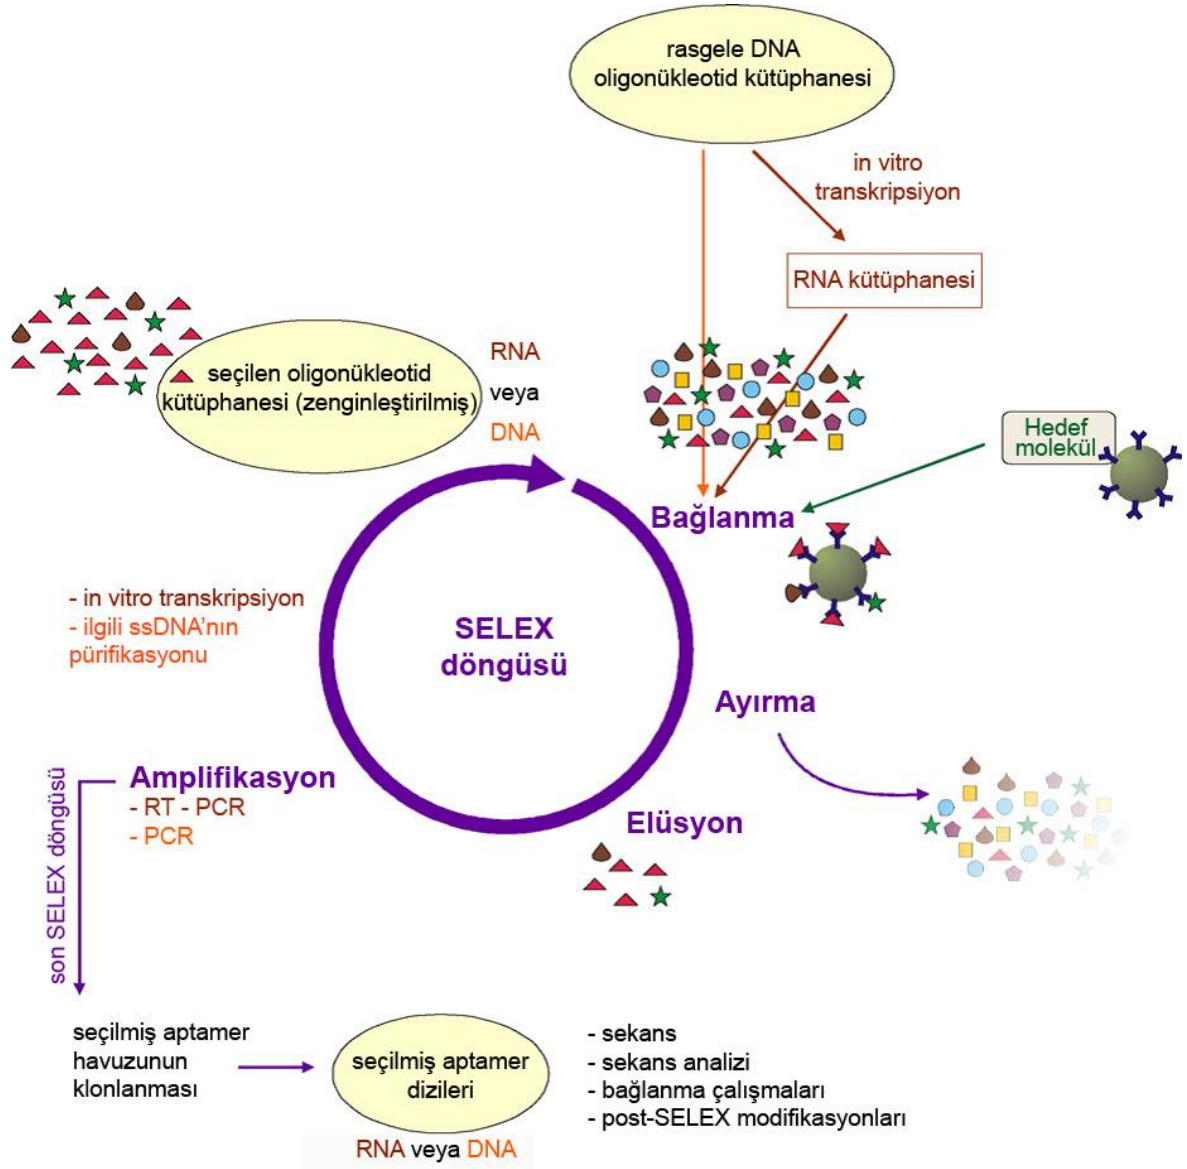 rasgele DNA
oligonükleotid kütüphanesi
in vitro
transkripsiyon
RNA kütüphanesi
seçilen oligonükleotid
kütüphanesi (zenginleştirilmiş)
RNA
veya
DNA
Hedef
molekül
Bağlanma
- in vitro transkripsiyon
- ilgili ssDNA’nın
pürifikasyonu
SELEX
döngüsü
Ayırma
Amplifikasyon
- RT - PCR
- PCR
Elüsyon
son SELEX döngüsü
seçilmiş aptamer
havuzunun
klonlanması
seçilmiş aptamer
dizileri
RNA veya DNA
- sekans
- sekans analizi
- bağlanma çalışmaları
- post-SELEX modifikasyonları